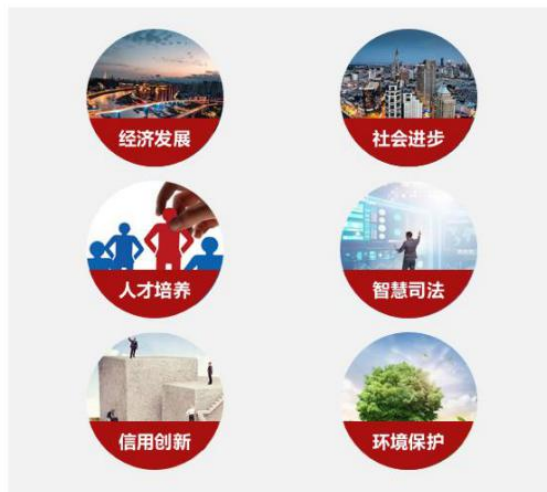 经济发展
社会进步
人才培养
智慧司法
信用创新
环境保护